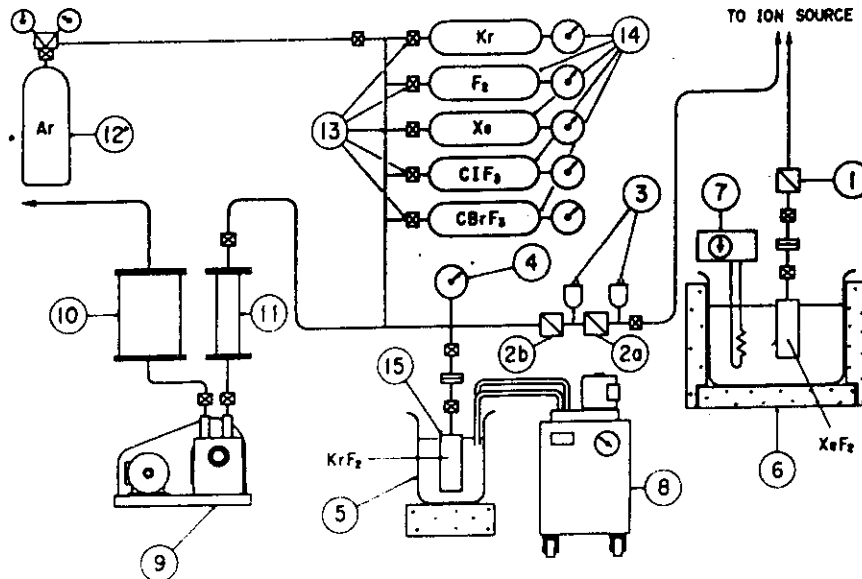 TO ION SOURCE
Kr
14
F₂
Ar
12
13
Xe
ClF₃
CBrF₃
1
7
3
4
10
11
2b
2a
15
KrF₂
XeF₂
5
8
6
9